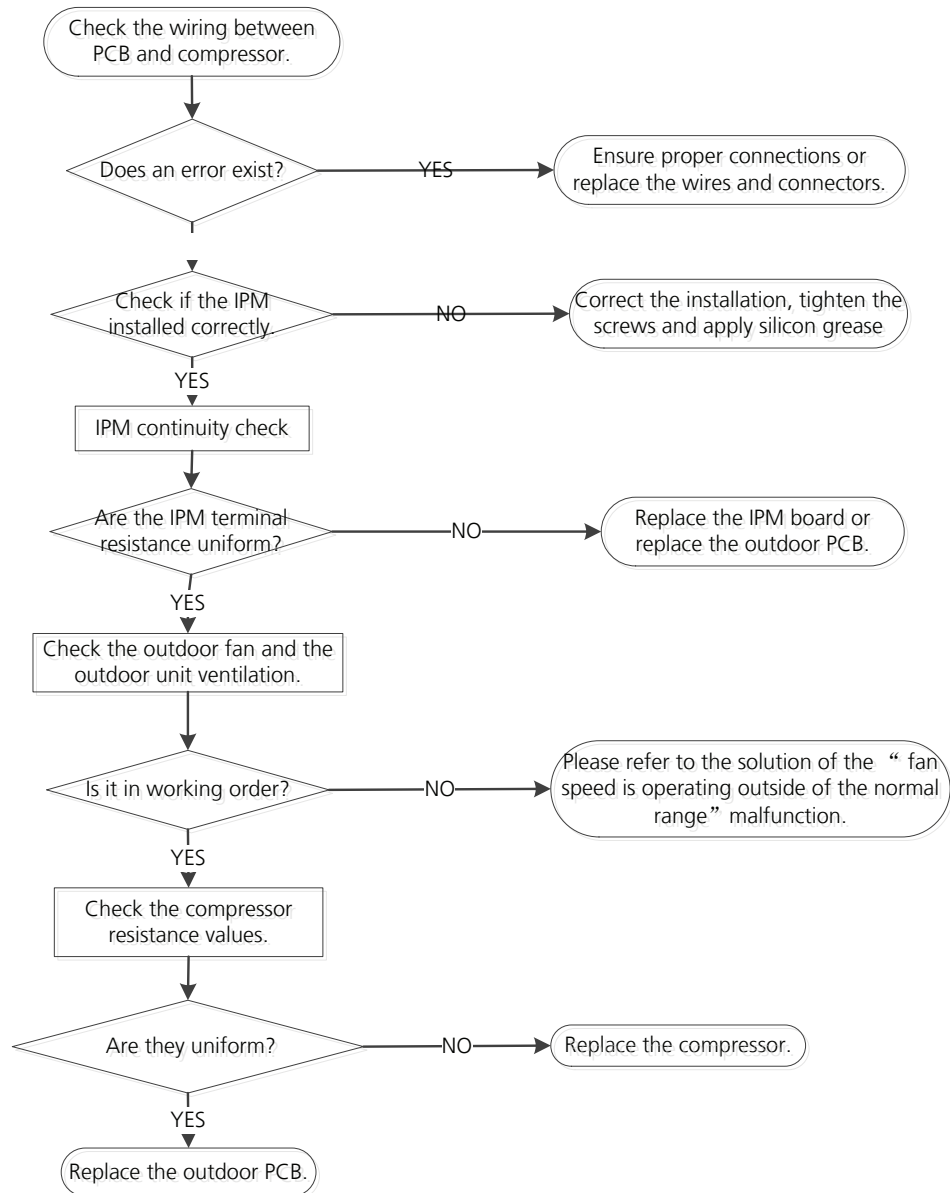 Check the wiring between
PCB and compressor.
Does an error exist?
YES
Ensure proper connections or
replace the wires and connectors.
Check if the IPM
installed correctly.
NO
Correct the installation, tighten the
screws and apply silicon grease
YES
IPM continuity check
Are the IPM terminal
resistance uniform?
NO
Replace the IPM board or
replace the outdoor PCB.
YES
Check the outdoor fan and the
outdoor unit ventilation.
Is it in working order?
NO
Please refer to the solution of the “ fan
speed is operating outside of the normal
range” malfunction.
YES
Check the compressor
resistance values.
Are they uniform?
NO
Replace the compressor.
YES
Replace the outdoor PCB.